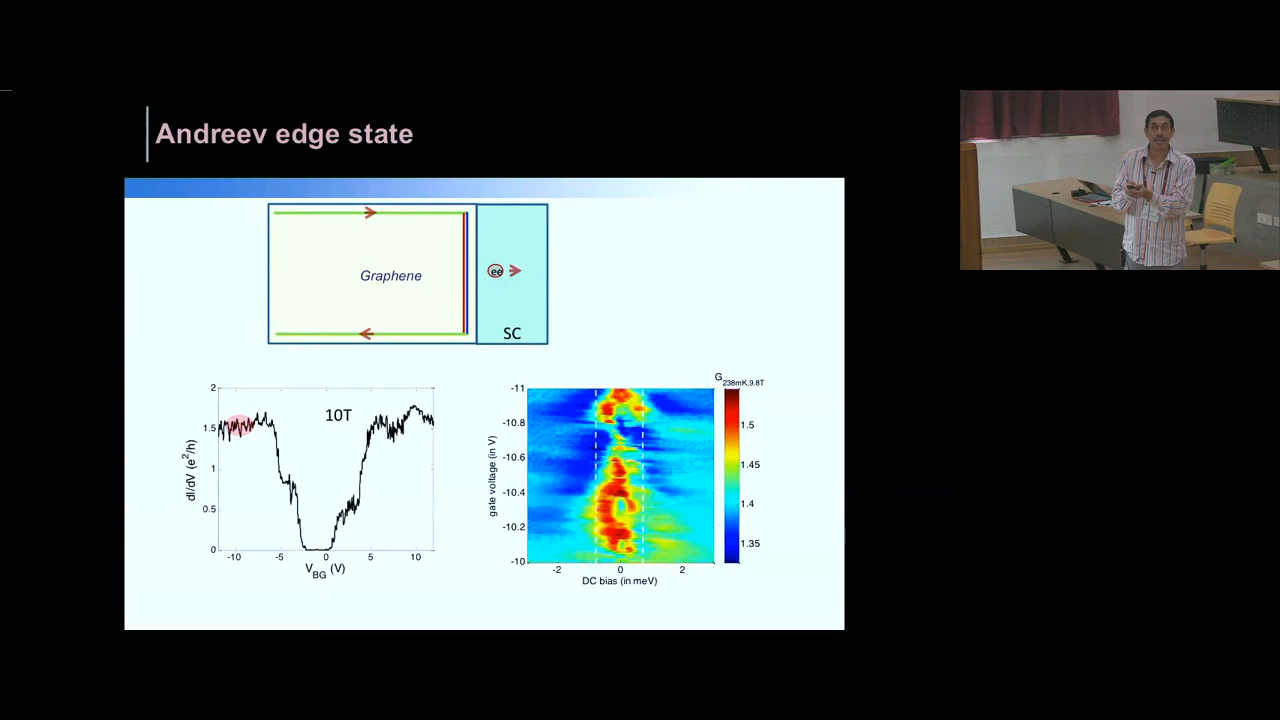 Andreev edge state
Graphene
ee
SC
2
1.5
1
0.5
0
10T
dI/dV (e²/h)
-10
-5
0
5
10
V_BG (V)
-11
-10.8
-10.6
-10.4
-10.2
-10
gate voltage (in V)
-2
0
2
DC bias (in meV)
G_238mK,9.8T
1.5
1.45
1.4
1.35